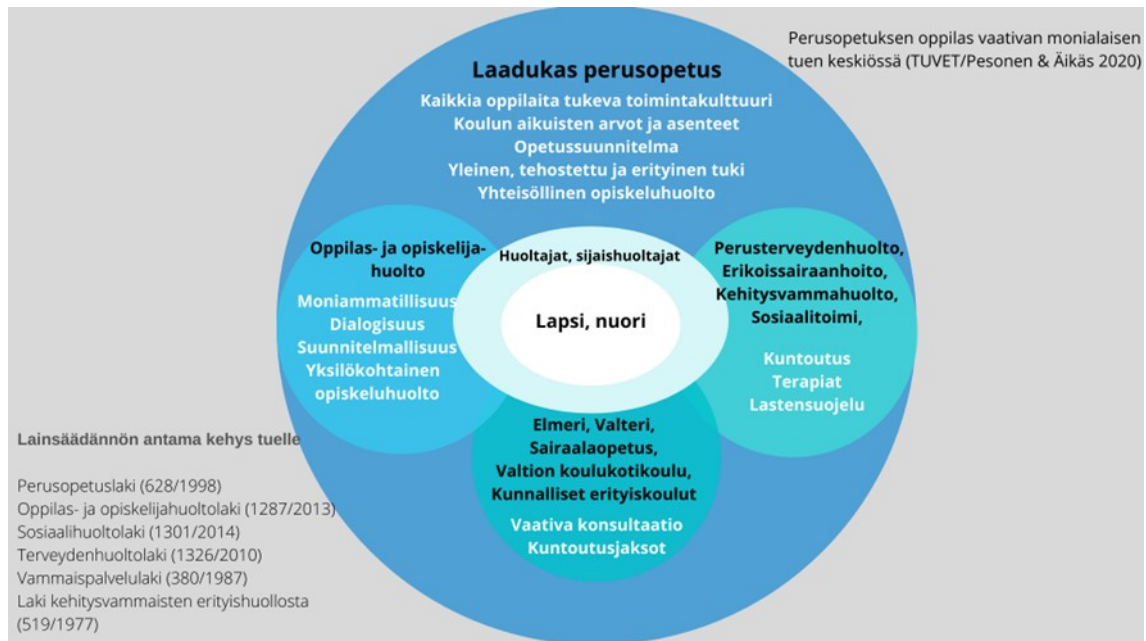 Perusopetuksen oppilas vaativan monialaisen
tuen keskiössä (TUVET/Pesonen & Äikäs 2020)
Laadukas perusopetus
Kaikkia oppilaita tukeva toimintakulttuuri
Koulun aikuisten arvot ja asenteet
Opetussuunnitelma
Yleinen, tehostettu ja erityinen tuki
Yhteisöllinen opiskeluhuolto
Oppilas- ja opiskelija-
huolto
Moniammatillisuus
Dialogisuus
Suunnitelmallisuus
Yksilökohtainen
opiskeluhuolto
Huoltajat, sijaishuoltajat
Lapsi, nuori
Perusterveydenhuolto,
Erikoissairaanhoito,
Kehitysvammahuolto,
Sosiaalitoimi,
Kuntoutus
Terapiat
Lastensuojelu
Elmeri, Valteri,
Sairaalaopetus,
Valtion koulukotikoulu,
Kunnalliset erityiskoulut
Vaativa konsultaatio
Kuntoutusjaksot
Lainsäädännön antama kehys tuelle
Perusopetuslaki (628/1998)
Oppilas- ja opiskelijahuoltolaki (1287/2013)
Sosiaalihuoltolaki (1301/2014)
Terveydenhuoltolaki (1326/2010)
Vammaispalvelulaki (380/1987)
Laki kehitysvammaisten erityishuollosta
(519/1977)